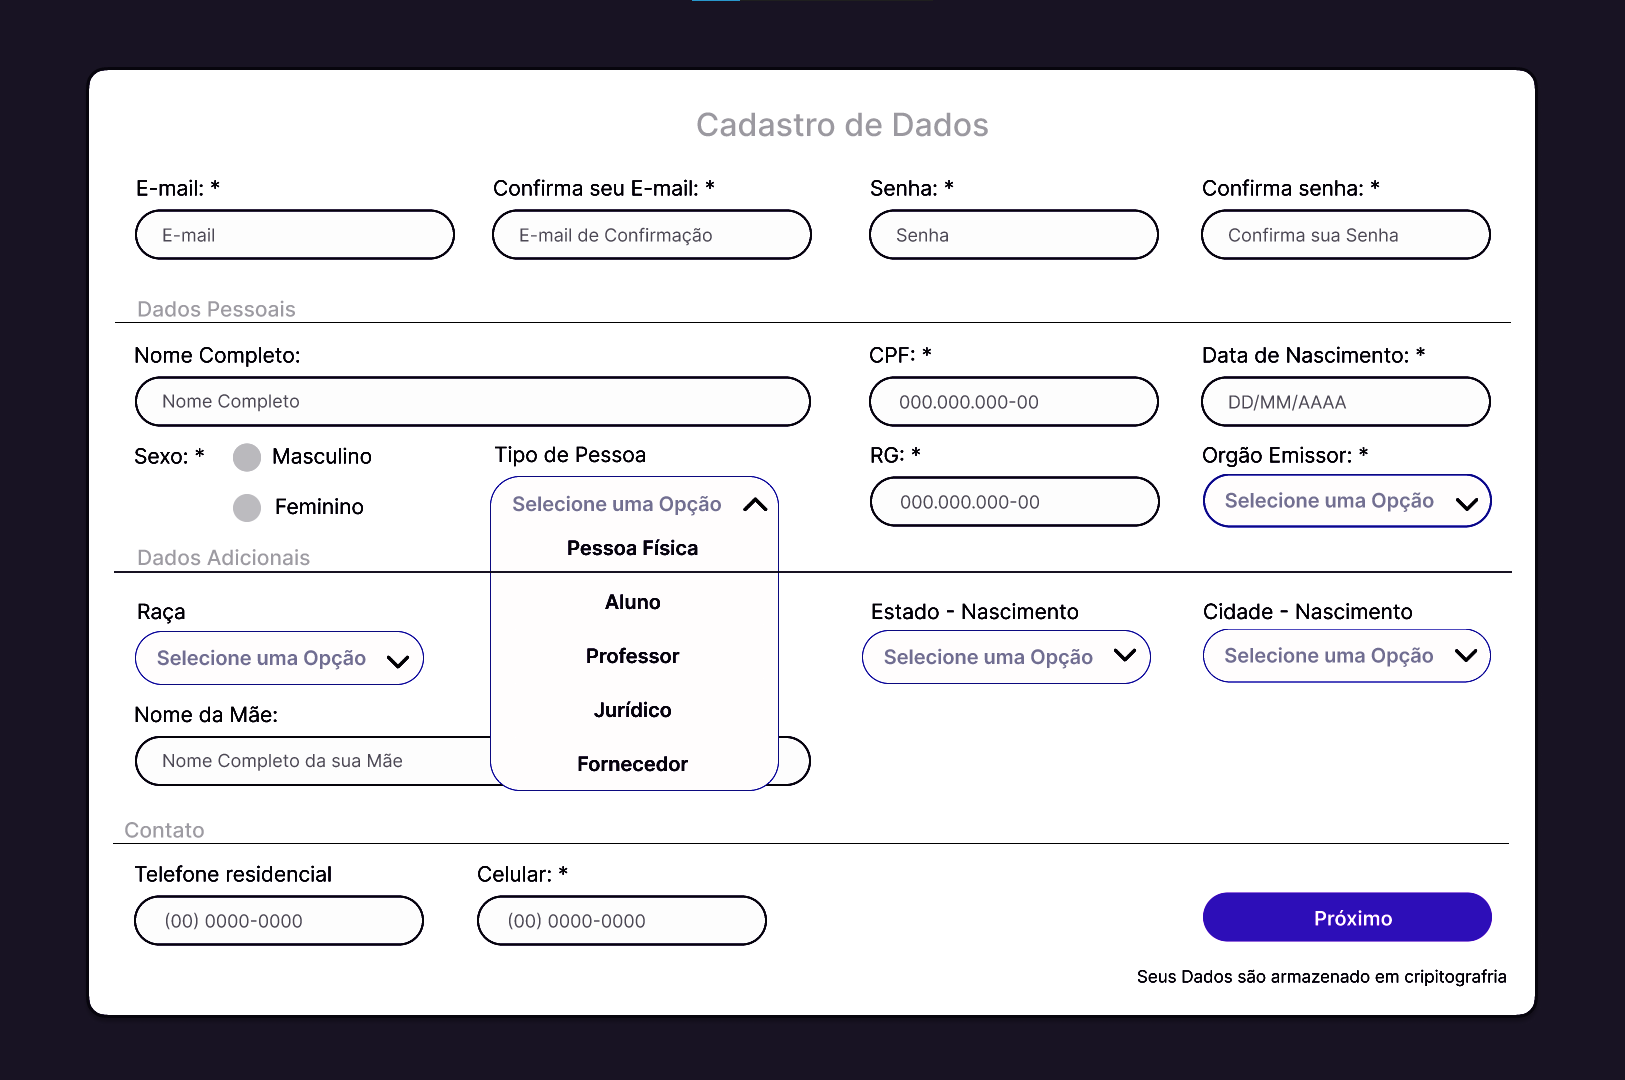 Cadastro de Dados
E-mail: * Confirma seu E-mail: * Senha: * Confirma senha: *
E-mail E-mail de Confirmação Senha Confirma sua Senha
Dados Pessoais
Nome Completo: CPF: * Data de Nascimento: *
Nome Completo 000.000.000-00 DD/MM/AAAA
Sexo: * Masculino Tipo de Pessoa RG: * Orgão Emissor: *
Feminino Selecione uma Opção 000.000.000-00 Selecione uma Opção
Pessoa Física
Dados Adicionais
Aluno
Raça Estado - Nascimento Cidade - Nascimento
Selecione uma Opção Professor Selecione uma Opção Selecione uma Opção
Nome da Mãe: Jurídico
Nome Completo da sua Mãe Fornecedor
Contato
Telefone residencial Celular: *
(00) 0000-0000 (00) 0000-0000 Próximo
Seus Dados são armazenado em cripitografria